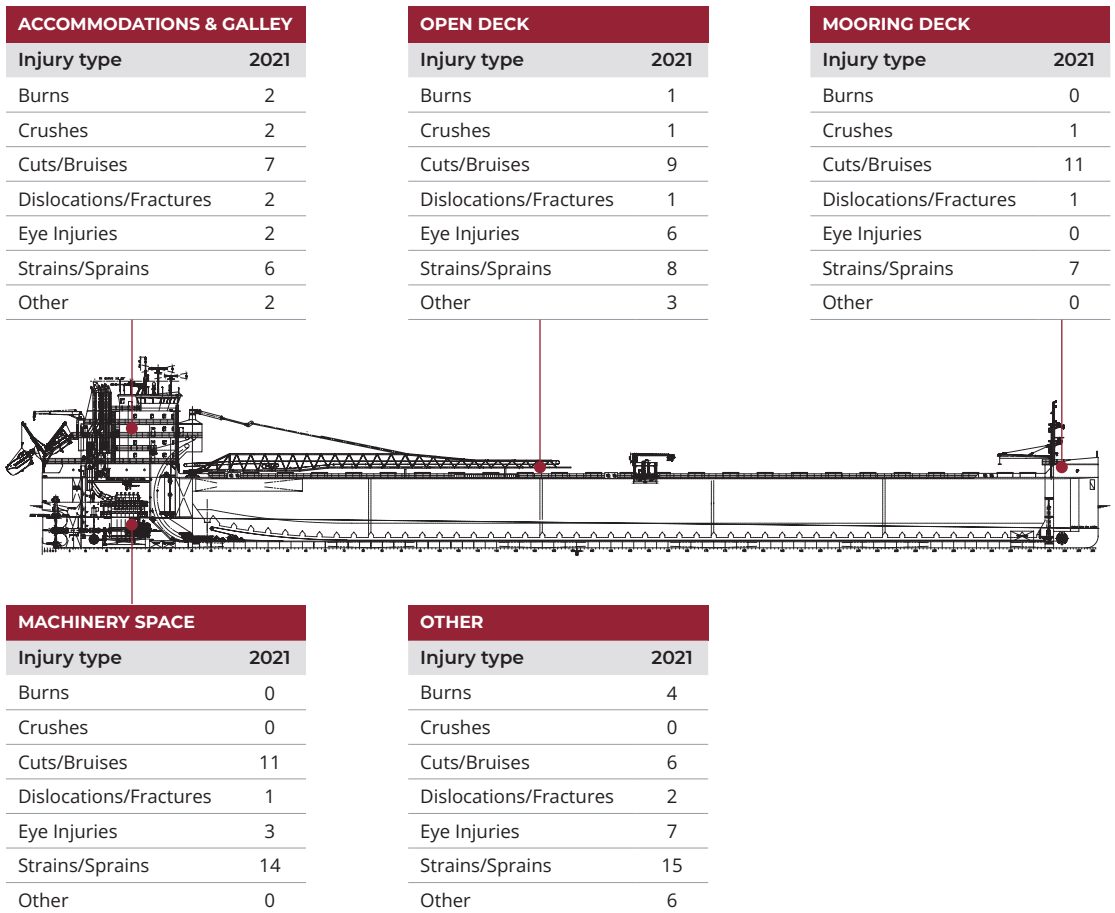 ACCOMMODATIONS & GALLEY
Injury type 2021
Burns 2
Crushes 2
Cuts/Bruises 7
Dislocations/Fractures 2
Eye Injuries 2
Strains/Sprains 6
Other 2
OPEN DECK
Injury type 2021
Burns 1
Crushes 1
Cuts/Bruises 9
Dislocations/Fractures 1
Eye Injuries 6
Strains/Sprains 8
Other 3
MOORING DECK
Injury type 2021
Burns 0
Crushes 1
Cuts/Bruises 11
Dislocations/Fractures 1
Eye Injuries 0
Strains/Sprains 7
Other 0
MACHINERY SPACE
Injury type 2021
Burns 0
Crushes 0
Cuts/Bruises 11
Dislocations/Fractures 1
Eye Injuries 3
Strains/Sprains 14
Other 0
OTHER
Injury type 2021
Burns 4
Crushes 0
Cuts/Bruises 6
Dislocations/Fractures 2
Eye Injuries 7
Strains/Sprains 15
Other 6